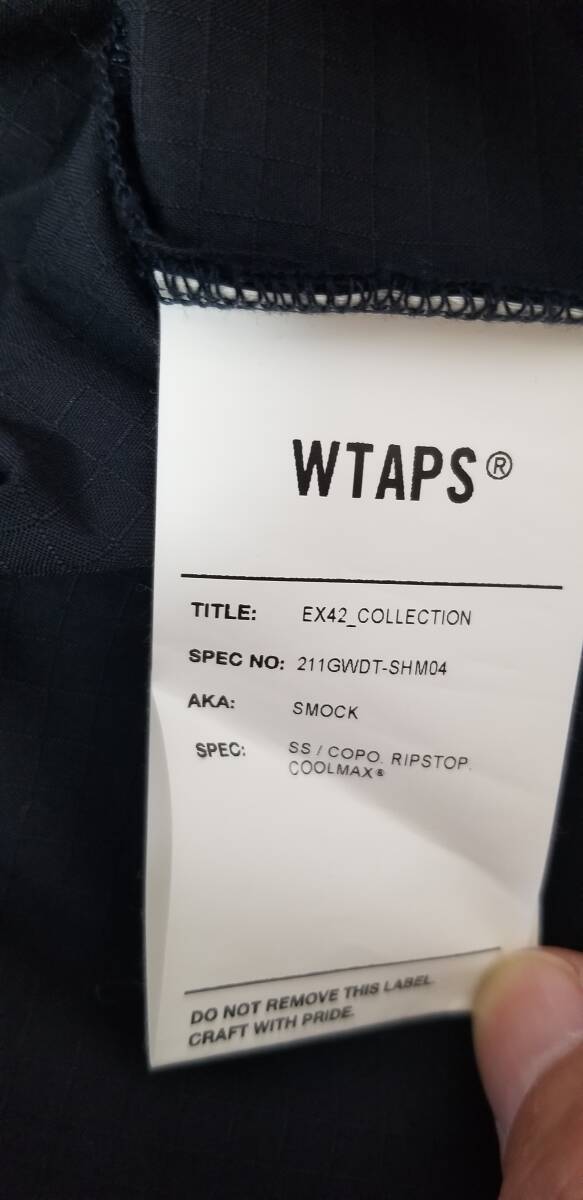 WTAPS®
TITLE: EX42_COLLECTION
SPEC NO: 211GWDT-SHM04
AKA: SMOCK
SPEC: SS / COPO. RIPSTOP.
COOLMAX®
DO NOT REMOVE THIS LABEL.
CRAFT WITH PRIDE.